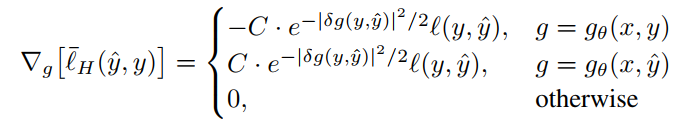 −C · e^{−|δg(y,ŷ)|²/2}ℓ(y, ŷ), g = g_θ(x, y)
∇_g[ℓ̄_H(ŷ, y)] = { C · e^{−|δg(y,ŷ)|²/2}ℓ(y, ŷ), g = g_θ(x, ŷ)
0, otherwise